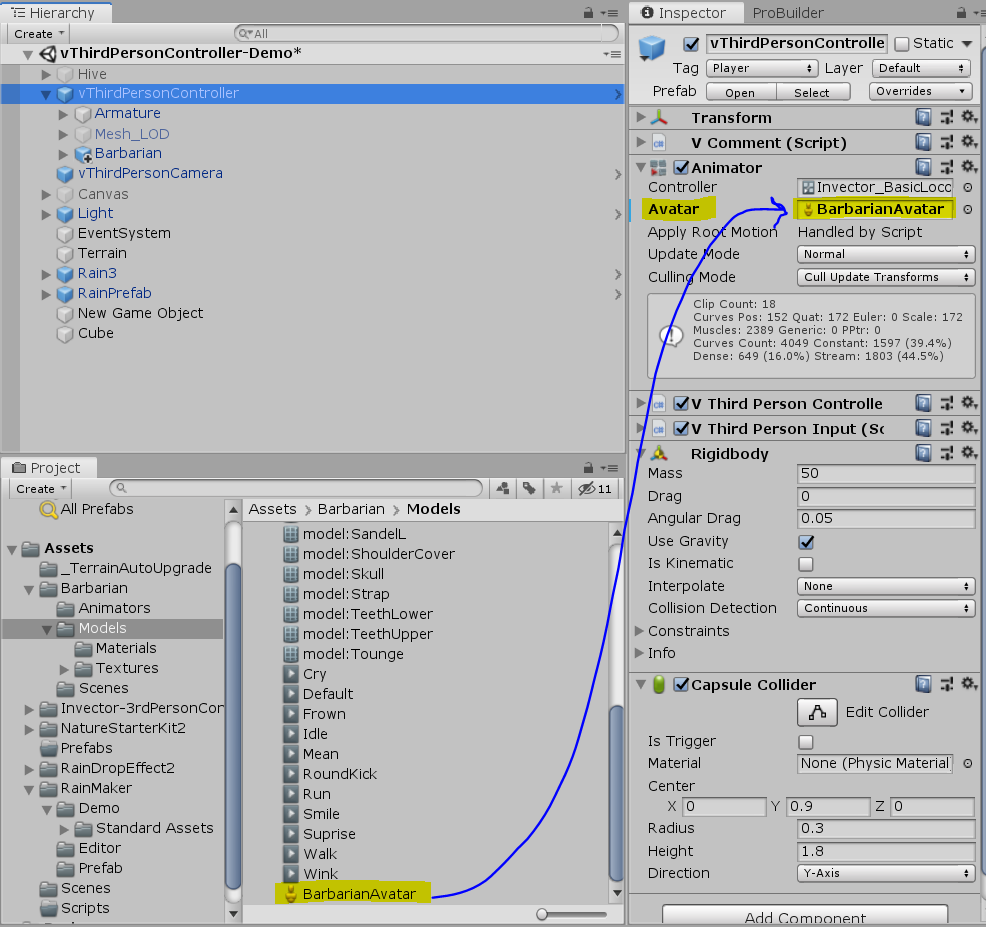 Hierarchy
Create
All
vThirdPersonController-Demo*
Hive
vThirdPersonController
Armature
Mesh_LOD
Barbarian
vThirdPersonCamera
Canvas
Light
EventSystem
Terrain
Rain3
RainPrefab
New Game Object
Cube
Project
Create
11
All Prefabs
Assets
_TerrainAutoUpgrade
Barbarian
Animators
Models
Materials
Textures
Scenes
Invector-3rdPersonCor
NatureStarterKit2
Prefabs
RainDropEffect2
RainMaker
Demo
Standard Assets
Editor
Prefab
Scenes
Scripts
Assets > Barbarian > Models
model:SandelL
model:ShoulderCover
model:Skull
model:Strap
model:TeethLower
model:TeethUpper
model:Tounge
Cry
Default
Frown
Idle
Mean
RoundKick
Run
Smile
Suprise
Walk
Wink
BarbarianAvatar
Inspector ProBuilder
vThirdPersonControlle Static
Tag Player Layer Default
Prefab Open Select Overrides
Transform
V Comment (Script)
Animator
Controller Invector_BasicLocc
Avatar BarbarianAvatar
Apply Root Motion Handled by Script
Update Mode Normal
Culling Mode Cull Update Transforms
Clip Count: 18
Curves Pos: 152 Quat: 172 Euler: 0 Scale: 172
Muscles: 2389 Generic: 0 PPtr: 0
Curves Count: 4049 Constant: 1597 (39.4%)
Dense: 649 (16.0%) Stream: 1803 (44.5%)
V Third Person Controlle
V Third Person Input (Sc
Rigidbody
Mass 50
Drag 0
Angular Drag 0.05
Use Gravity
Is Kinematic
Interpolate None
Collision Detection Continuous
Constraints
Info
Capsule Collider
Edit Collider
Is Trigger
Material None (Physic Material
Center
X 0 Y 0.9 Z 0
Radius 0.3
Height 1.8
Direction Y-Axis
Add Component